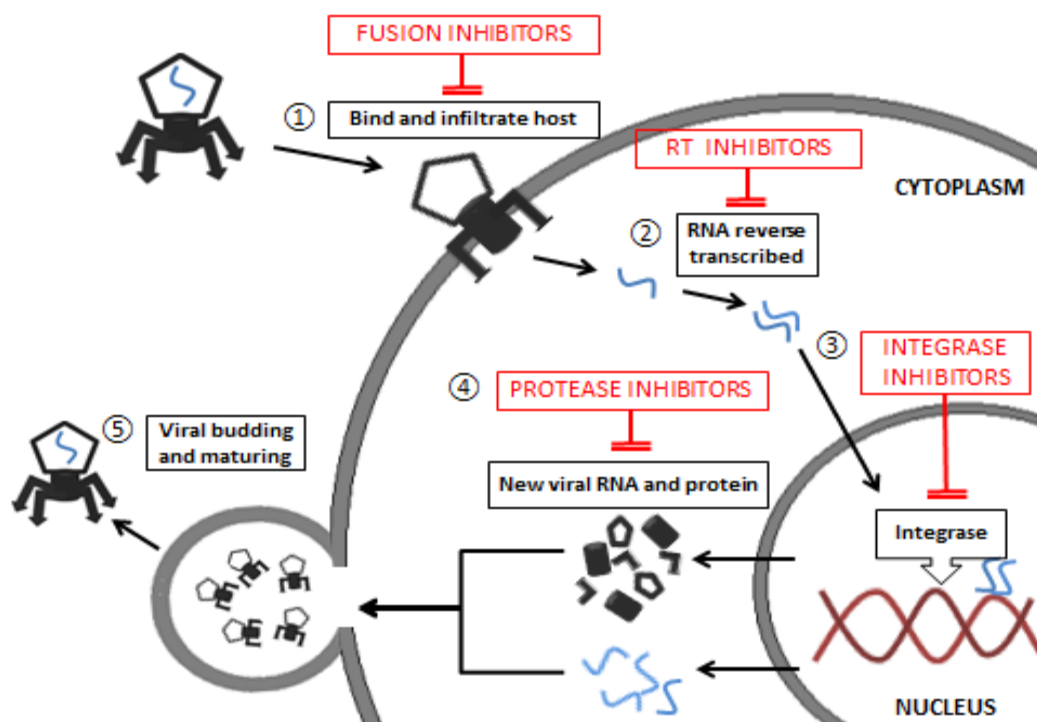 FUSION INHIBITORS
①
Bind and infiltrate host
RT INHIBITORS
CYTOPLASM
②
RNA reverse
transcribed
③
INTEGRASE
INHIBITORS
④
PROTEASE INHIBITORS
⑤
Viral budding
and maturing
New viral RNA and protein
Integrase
NUCLEUS